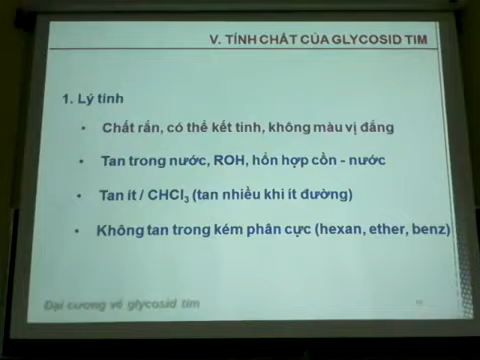 V. TÍNH CHẤT CỦA GLYCOSID TIM
1. Lý tính
• Chất rắn, có thể kết tinh, không màu vị đắng
• Tan trong nước, ROH, hổn hợp cồn - nước
• Tan ít / CHCl₃ (tan nhiều khi ít đường)
• Không tan trong kém phân cực (hexan, ether, benz)
Đại cương về glycosid tim